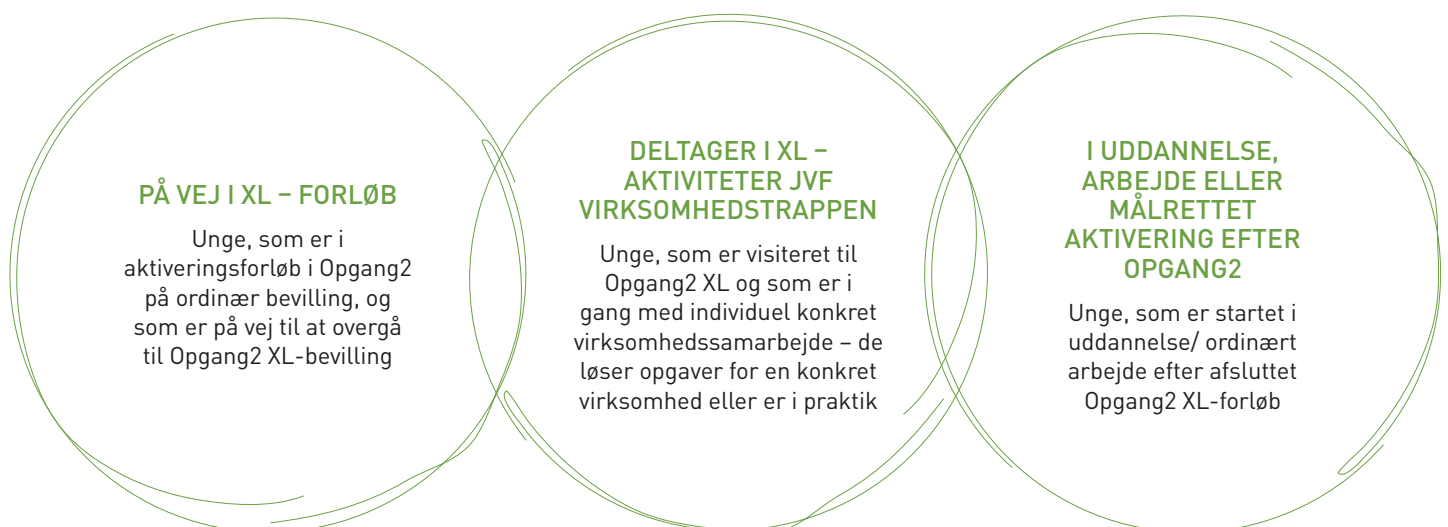 PÅ VEJ I XL – FORLØB
Unge, som er i
aktiveringsforløb i Opgang2
på ordinær bevilling, og
som er på vej til at overgå
til Opgang2 XL-bevilling
DELTAGER I XL –
AKTIVITETER JVF
VIRKSOMHEDSTRAPPEN
Unge, som er visiteret til
Opgang2 XL og som er i
gang med individuel konkret
virksomhedssamarbejde – de
løser opgaver for en konkret
virksomhed eller er i praktik
I UDDANNELSE,
ARBEJDE ELLER
MÅLRETTET
AKTIVERING EFTER
OPGANG2
Unge, som er startet i
uddannelse/ ordinært
arbejde efter afsluttet
Opgang2 XL-forløb